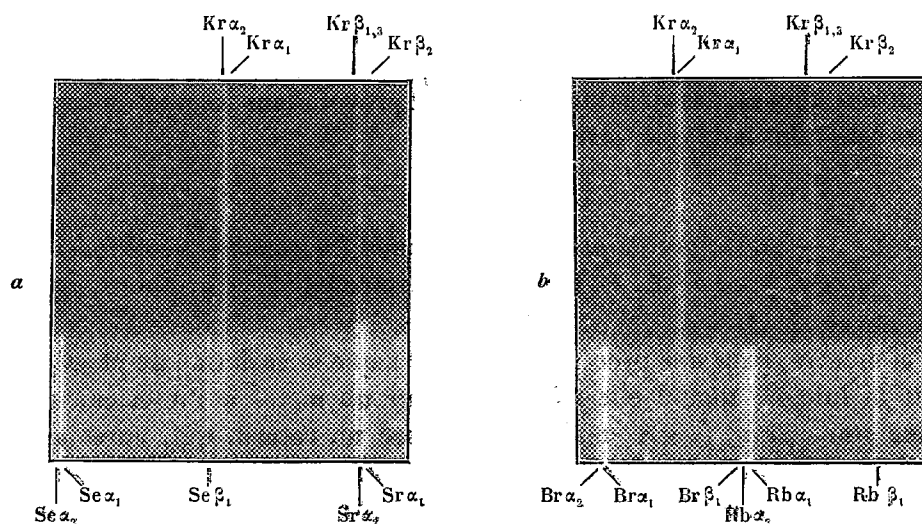 Kr α₂ Kr β₁,₃ Kr α₂ Kr β₁,₃
Kr α₁ Kr β₂ Kr α₁ Kr β₂
a b
Se α₁ Se β₁ Sr α₁ Br α₂ Br α₁ Br β₁ Rb α₁ Rb β₁
Se α₂ Sr α₂ Rb α₂